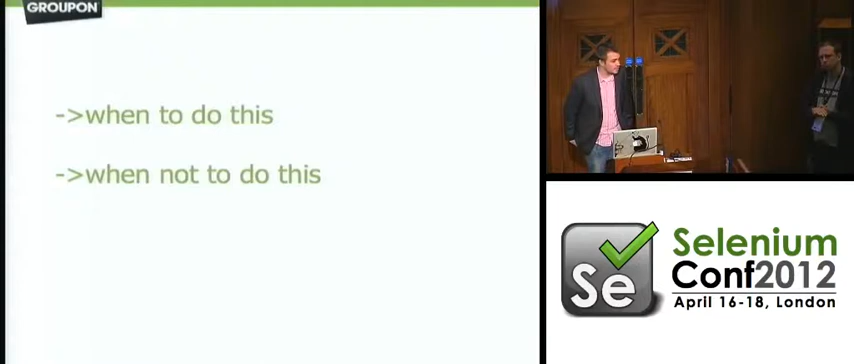 GROUPON
->when to do this
->when not to do this
Se
Selenium
Conf2012
April 16-18, London